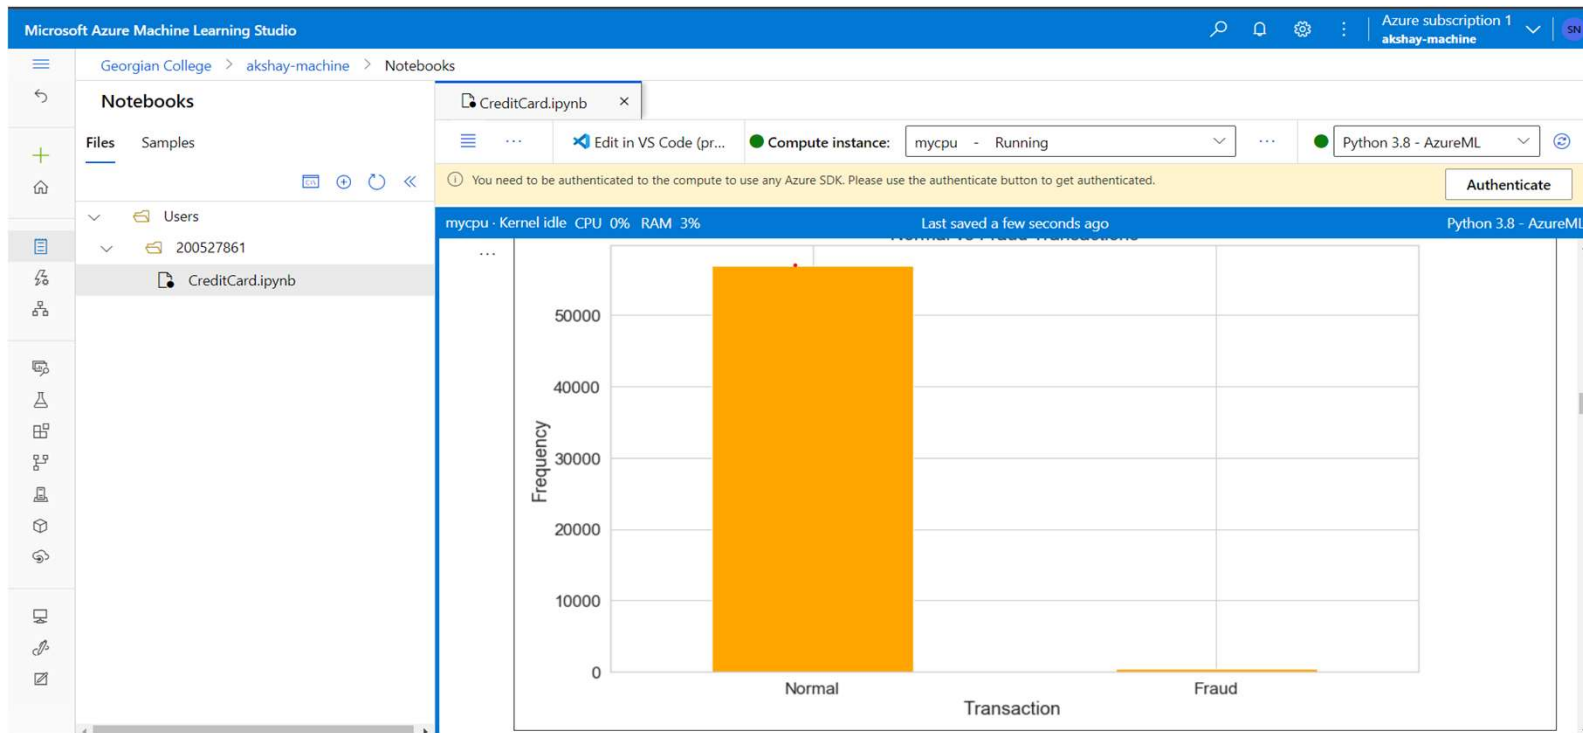 Microsoft Azure Machine Learning Studio
Azure subscription 1
akshay-machine
SN
Georgian College > akshay-machine > Notebooks
Notebooks
Files Samples
Users
200527861
CreditCard.ipynb
CreditCard.ipynb ×
... Edit in VS Code (pr... Compute instance: mycpu - Running ... Python 3.8 - AzureML
You need to be authenticated to the compute to use any Azure SDK. Please use the authenticate button to get authenticated. Authenticate
mycpu · Kernel idle CPU 0% RAM 3% Last saved a few seconds ago Python 3.8 - AzureML
Normal vs Fraud Transactions
...
50000
40000
30000
20000
10000
0
Frequency
Normal Fraud
Transaction